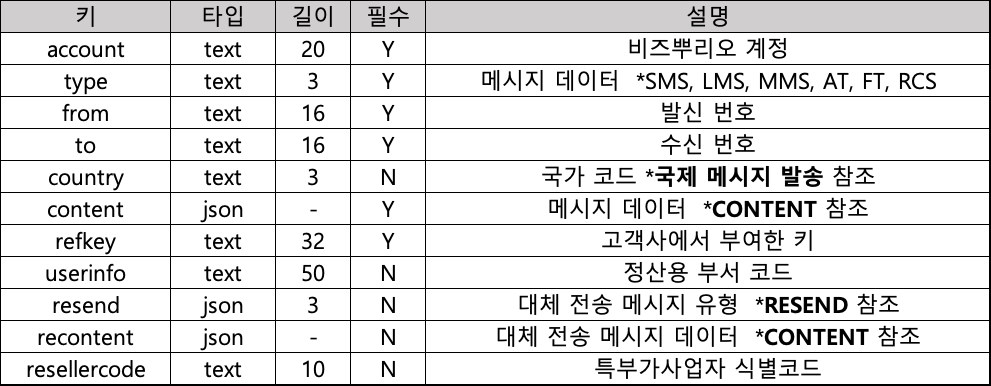 키 타입 길이 필수 설명
account text 20 Y 비즈뿌리오 계정
type text 3 Y 메시지 데이터 *SMS, LMS, MMS, AT, FT, RCS
from text 16 Y 발신 번호
to text 16 Y 수신 번호
country text 3 N 국가 코드 *국제 메시지 발송 참조
content json - Y 메시지 데이터 *CONTENT 참조
refkey text 32 Y 고객사에서 부여한 키
userinfo text 50 N 정산용 부서 코드
resend json 3 N 대체 전송 메시지 유형 *RESEND 참조
recontent json - N 대체 전송 메시지 데이터 *CONTENT 참조
resellercode text 10 N 특부가사업자 식별코드